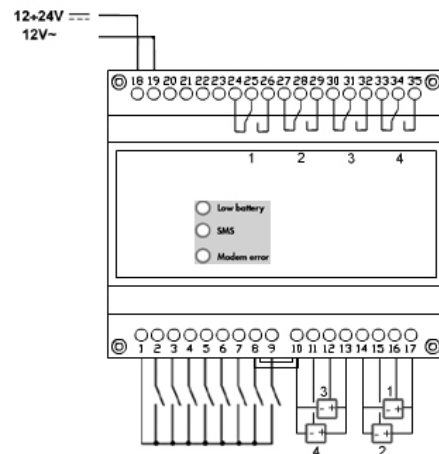 12÷24V
12V~
18 19 20 21 22 23 24 25 26 27 28 29 30 31 32 33 34 35
1 2 3 4
Low battery
SMS
Modem error
1 2 3 4 5 6 7 8 9 10 11 12 13 14 15 16 17
3 1
- + - +
- + - +
4 2